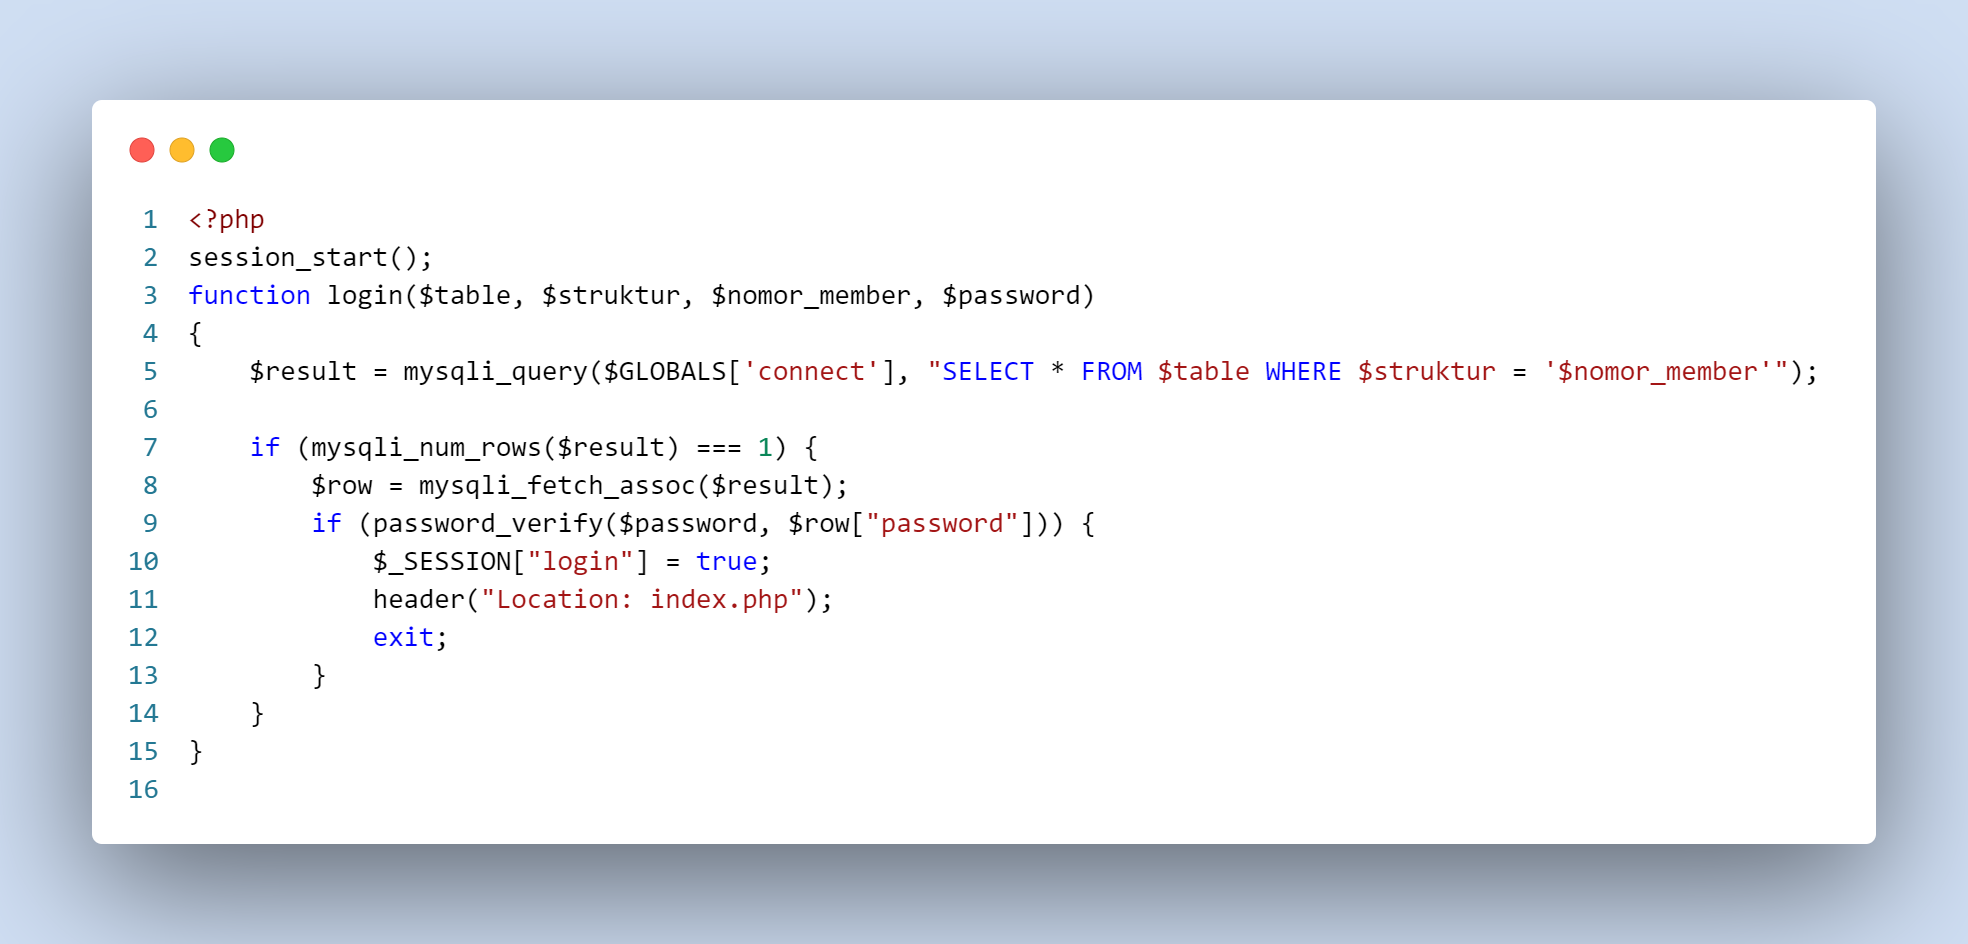 1 <?php
2 session_start();
3 function login($table, $struktur, $nomor_member, $password)
4 {
5     $result = mysqli_query($GLOBALS['connect'], "SELECT * FROM $table WHERE $struktur = '$nomor_member'");
6
7     if (mysqli_num_rows($result) === 1) {
8         $row = mysqli_fetch_assoc($result);
9         if (password_verify($password, $row["password"])) {
10             $_SESSION["login"] = true;
11             header("Location: index.php");
12             exit;
13         }
14     }
15 }
16